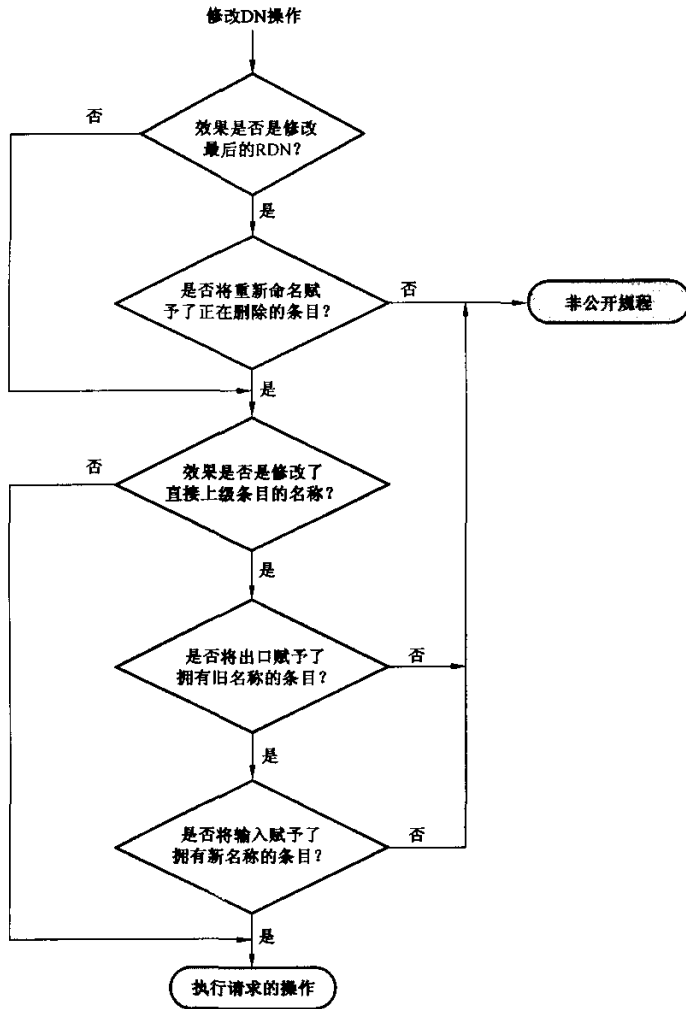 修改DN操作
否
效果是否是修改
最后的RDN?
是
是否将重新命名赋
予了正在删除的条目?
否
非公开规程
是
否
效果是否是修改了
直接上级条目的名称?
是
是否将出口赋予了
拥有旧名称的条目?
否
是
是否将输入赋予了
拥有新名称的条目?
否
是
执行请求的操作